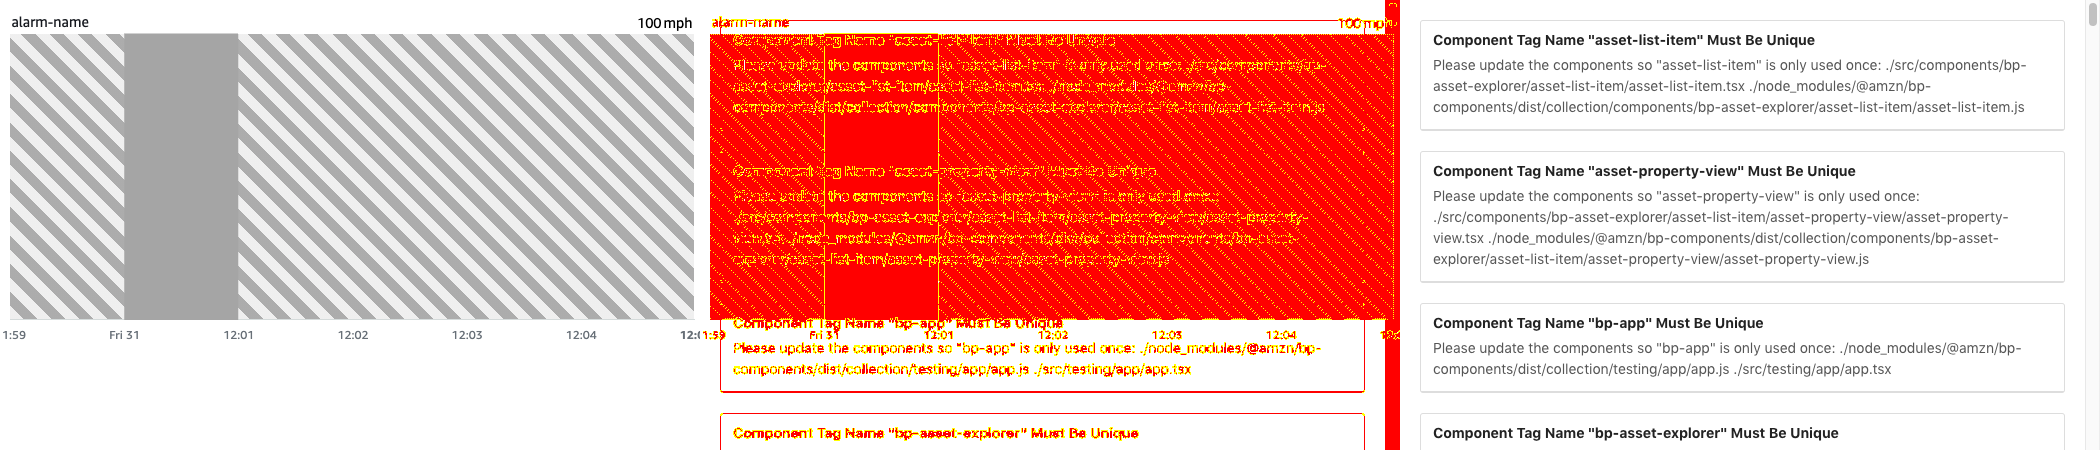 alarm-name
100 mph
1:59
Fri 31
12:01
12:02
12:03
12:04
12:0
alarm-name
100 mph
Component Tag Name "asset-list-item" Must Be Unique
Please update the components so "asset-list-item" is only used once: ./src/components/bp-
asset-explorer/asset-list-item/asset-list-item.tsx ./node_modules/@amzn/bp-
components/dist/collection/components/bp-asset-explorer/asset-list-item/asset-list-item.js
Component Tag Name "asset-property-view" Must Be Unique
Please update the components so "asset-property-view" is only used once:
./src/components/bp-asset-explorer/asset-list-item/asset-property-view/asset-property-
view.tsx ./node_modules/@amzn/bp-components/dist/collection/components/bp-asset-
explorer/asset-list-item/asset-property-view/asset-property-view.js
Component Tag Name "bp-app" Must Be Unique
1:59
Fri 31
12:01
12:02
12:03
12:04
Please update the components so "bp-app" is only used once: ./node_modules/@amzn/bp-
components/dist/collection/testing/app/app.js ./src/testing/app/app.tsx
Component Tag Name "bp-asset-explorer" Must Be Unique
Component Tag Name "asset-list-item" Must Be Unique
Please update the components so "asset-list-item" is only used once: ./src/components/bp-
asset-explorer/asset-list-item/asset-list-item.tsx ./node_modules/@amzn/bp-
components/dist/collection/components/bp-asset-explorer/asset-list-item/asset-list-item.js
Component Tag Name "asset-property-view" Must Be Unique
Please update the components so "asset-property-view" is only used once:
./src/components/bp-asset-explorer/asset-list-item/asset-property-view/asset-property-
view.tsx ./node_modules/@amzn/bp-components/dist/collection/components/bp-asset-
explorer/asset-list-item/asset-property-view/asset-property-view.js
Component Tag Name "bp-app" Must Be Unique
Please update the components so "bp-app" is only used once: ./node_modules/@amzn/bp-
components/dist/collection/testing/app/app.js ./src/testing/app/app.tsx
Component Tag Name "bp-asset-explorer" Must Be Unique